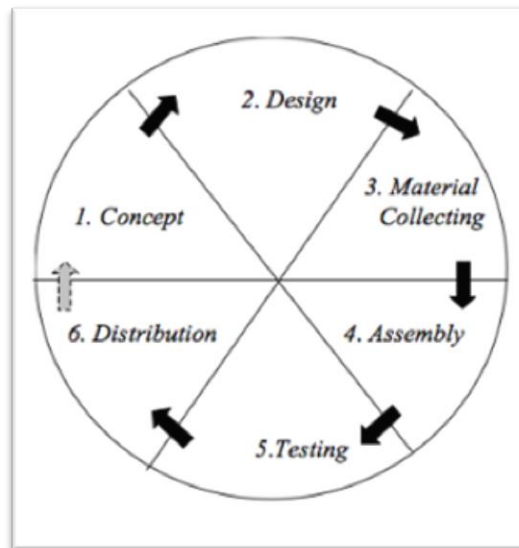 1. Concept
2. Design
3. Material
Collecting
4. Assembly
5.Testing
6. Distribution